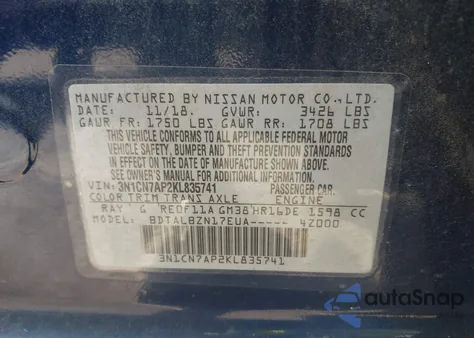 MANUFACTURED BY NISSAN MOTOR CO., LTD.
DATE: 11/18. GVWR: 3426 LBS
GAWR FR: 1750 LBS GAWR RR: 1708 LBS
THIS VEHICLE CONFORMS TO ALL APPLICABLE FEDERAL MOTOR
VEHICLE SAFETY, BUMPER AND THEFT PREVENTION STANDARDS
IN EFFECT ON THE DATE OF MANUFACTURE SHOWN ABOVE.
SEE OWNER'S MANUAL FOR ADDITIONAL INFORMATION.
VIN: 3N1CN7AP2KL835741 PASSENGER CAR.
COLOR TRIM TRANS AXLE ENGINE
RAY G RE0F11A GM38 HR16DE 1598 CC
MODEL: BDTALBZN17EUA----- 4Z000
3N1CN7AP2KL835741
autoSnap